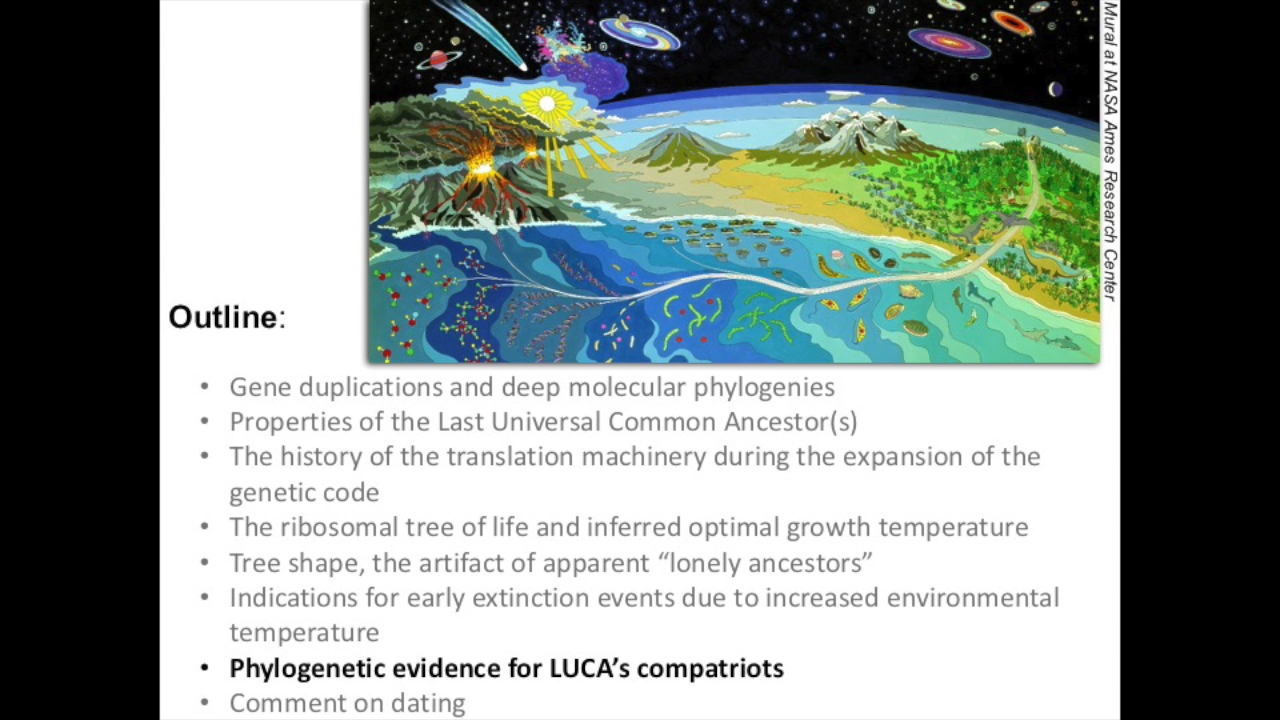 Mural at NASA Ames Research Center
Outline:
• Gene duplications and deep molecular phylogenies
• Properties of the Last Universal Common Ancestor(s)
• The history of the translation machinery during the expansion of the
genetic code
• The ribosomal tree of life and inferred optimal growth temperature
• Tree shape, the artifact of apparent “lonely ancestors”
• Indications for early extinction events due to increased environmental
temperature
• Phylogenetic evidence for LUCA’s compatriots
• Comment on dating